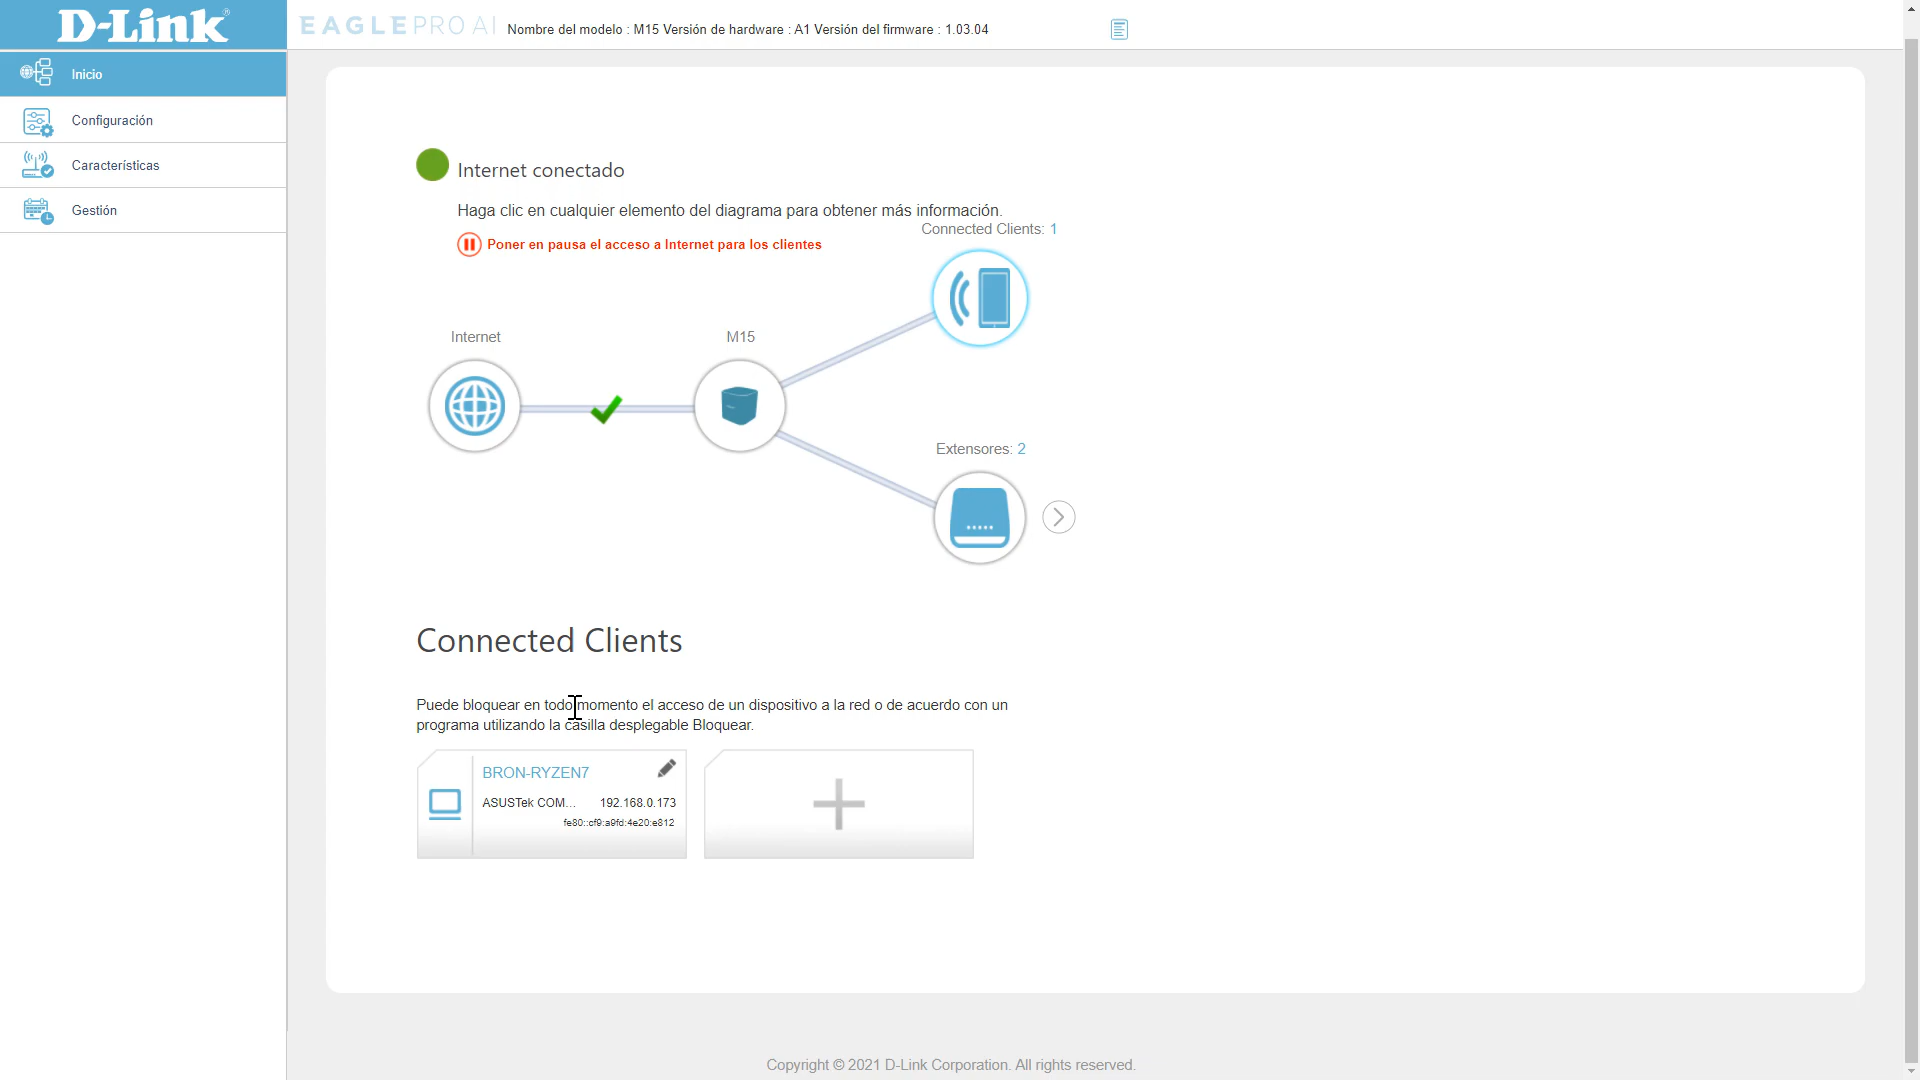 D-Link®
EAGLE PRO AI Nombre del modelo : M15 Versión de hardware : A1 Versión del firmware : 1.03.04
Inicio
Configuración
Características
Gestión
Internet conectado
Haga clic en cualquier elemento del diagrama para obtener más información.
Connected Clients: 1
Poner en pausa el acceso a Internet para los clientes
Internet
M15
Extensores: 2
Connected Clients
Puede bloquear en todo momento el acceso de un dispositivo a la red o de acuerdo con un
programa utilizando la casilla desplegable Bloquear.
BRON-RYZEN7
ASUSTek COM... 192.168.0.173
fe80::cf9:a9fd:4e20:e812
Copyright © 2021 D-Link Corporation. All rights reserved.